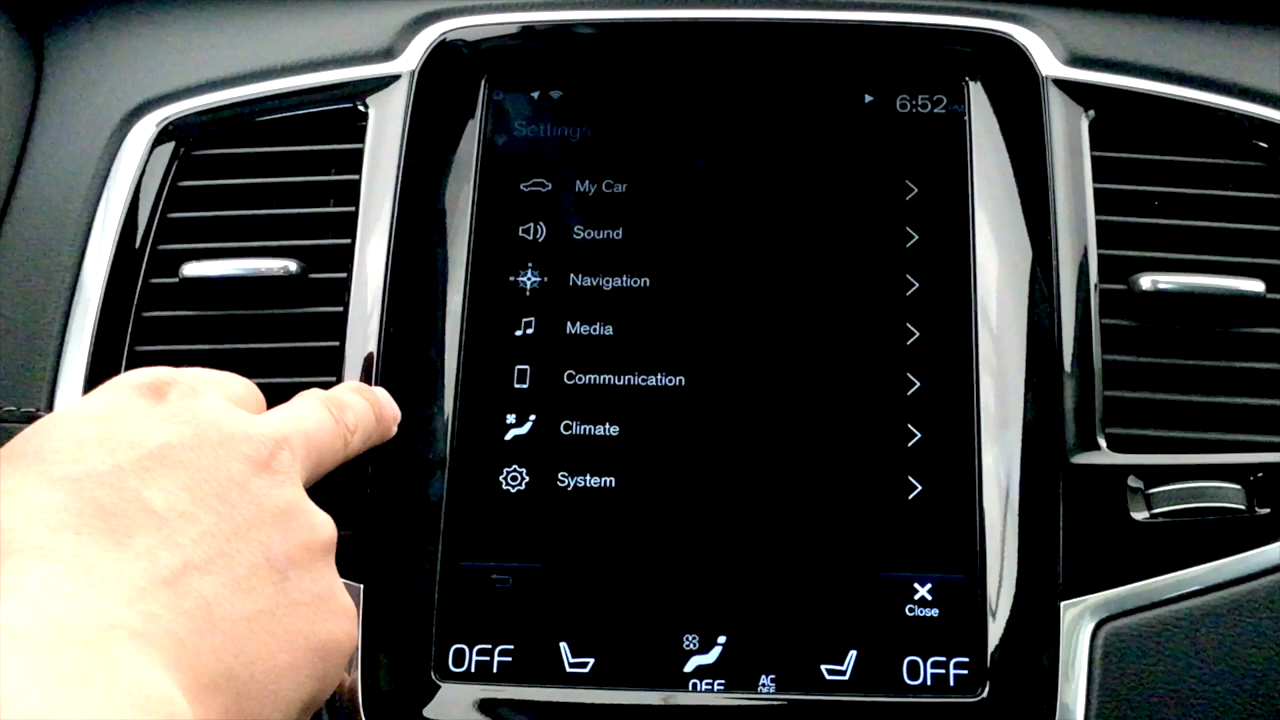 6:52
Settings
My Car
Sound
Navigation
Media
Communication
Climate
System
Close
OFF
OFF
AC
OFF
OFF